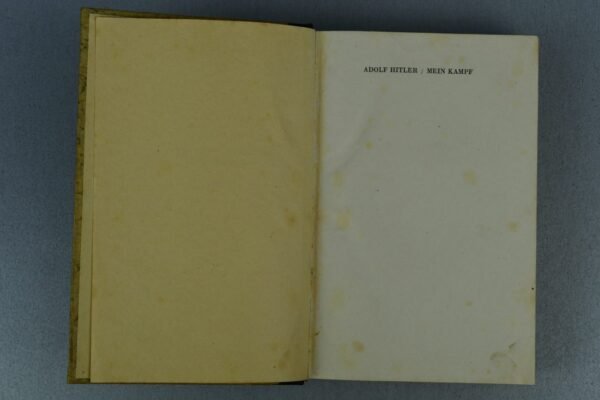 ADOLF HITLER / MEIN KAMPF